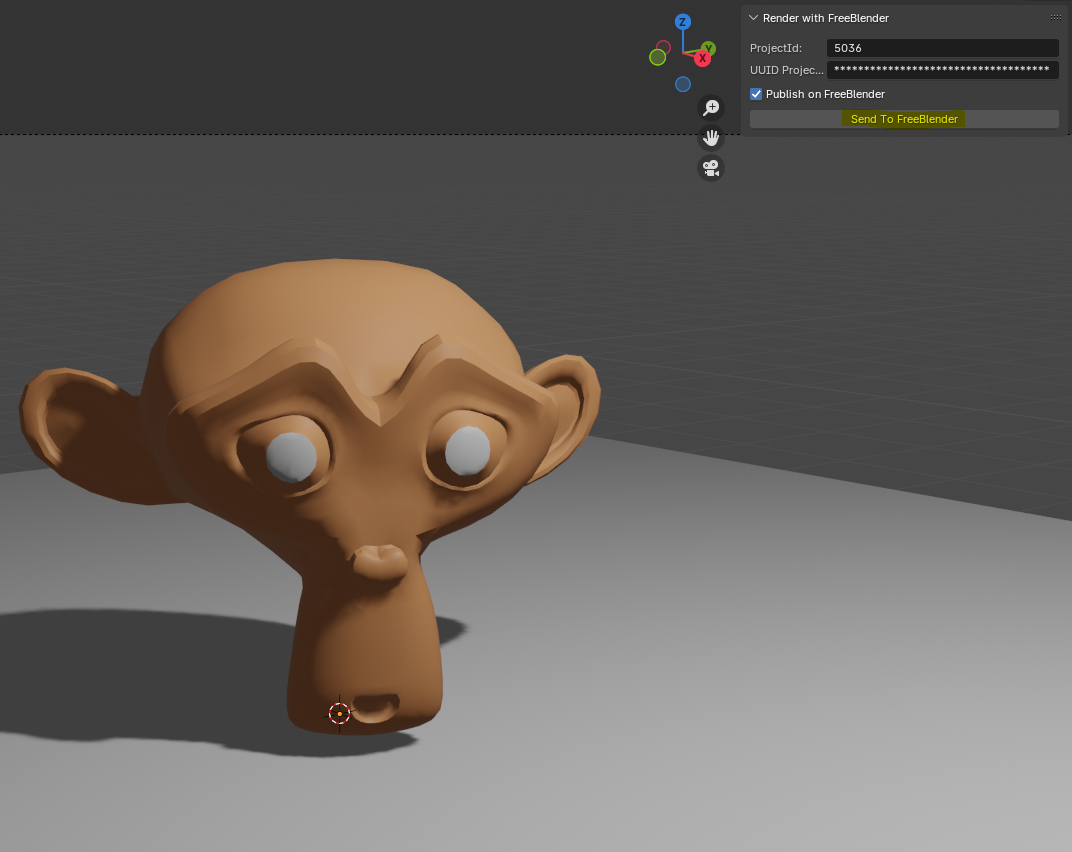 Render with FreeBlender
ProjectId: 5036
UUID Projec... ************************************
Publish on FreeBlender
Send To FreeBlender
Z
Y
X